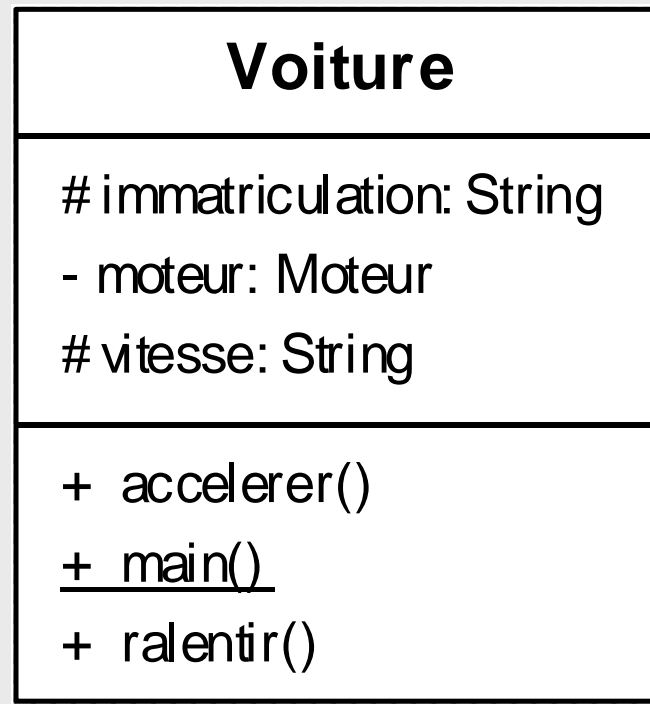 Voiture
# immatriculation: String
- moteur: Moteur
# vitesse: String
+ accelerer()
+ main()
+ ralentir()